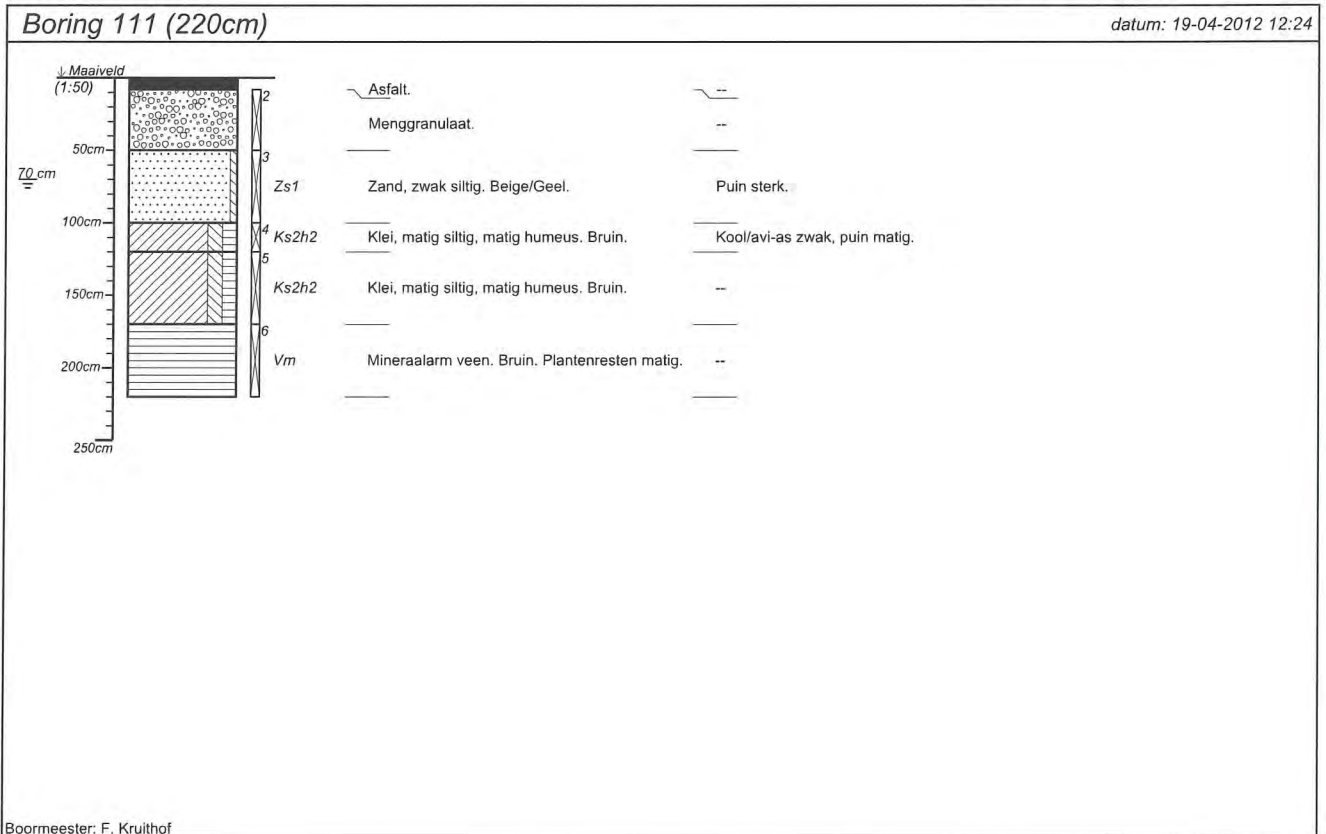 Boring 111 (220cm)
datum: 19-04-2012 12:24
Maaiveld
(1:50)
2
Asfalt.
--
Menggranulaat.
--
50cm
3
70 cm
Zs1
Zand, zwak siltig. Beige/Geel.
Puin sterk.
100cm
4
Ks2h2
Klei, matig siltig, matig humeus. Bruin.
Kool/avi-as zwak, puin matig.
5
150cm
Ks2h2
Klei, matig siltig, matig humeus. Bruin.
--
6
200cm
Vm
Mineraalarm veen. Bruin. Plantenresten matig.
--
250cm
Boormeester: F. Kruithof